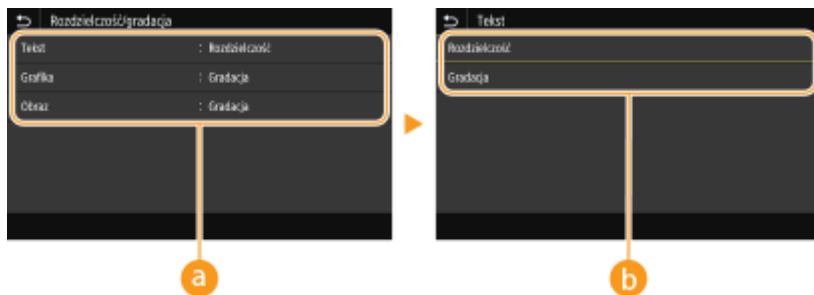 Rozdzielczość/gradacja
Tekst : Rozdzielczość
Grafika : Gradacja
Obraz : Gradacja
a
Tekst
Rozdzielczość
Gradacja
b